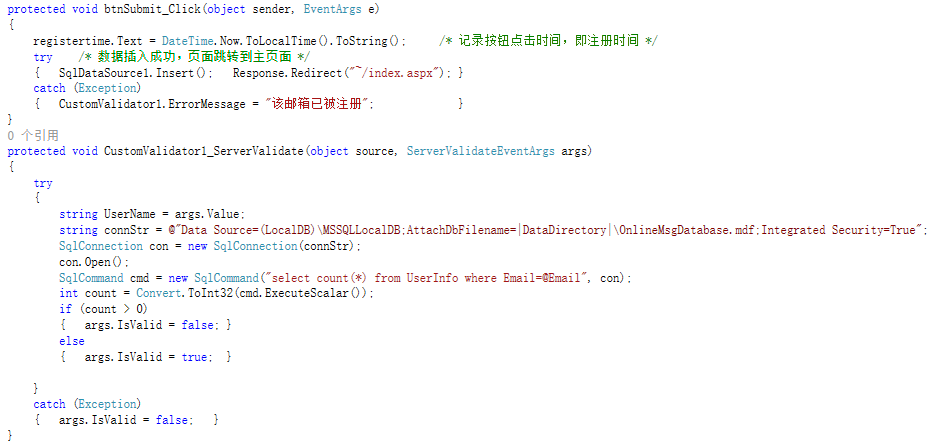 protected void btnSubmit_Click(object sender, EventArgs e)
{
registertime.Text = DateTime.Now.ToLocalTime().ToString(); /* 记录按钮点击时间，即注册时间 */
try /* 数据插入成功，页面跳转到主页面 */
{ SqlDataSource1.Insert(); Response.Redirect("~/index.aspx"); }
catch (Exception)
{ CustomValidator1.ErrorMessage = "该邮箱已被注册"; }
}
0 个引用
protected void CustomValidator1_ServerValidate(object source, ServerValidateEventArgs args)
{
try
{
string UserName = args.Value;
string connStr = @"Data Source=(LocalDB)\MSSQLLocalDB;AttachDbFilename=|DataDirectory|\OnlineMsgDatabase.mdf;Integrated Security=True";
SqlConnection con = new SqlConnection(connStr);
con.Open();
SqlCommand cmd = new SqlCommand("select count(*) from UserInfo where Email=@Email", con);
int count = Convert.ToInt32(cmd.ExecuteScalar());
if (count > 0)
{ args.IsValid = false; }
else
{ args.IsValid = true; }
}
catch (Exception)
{ args.IsValid = false; }
}